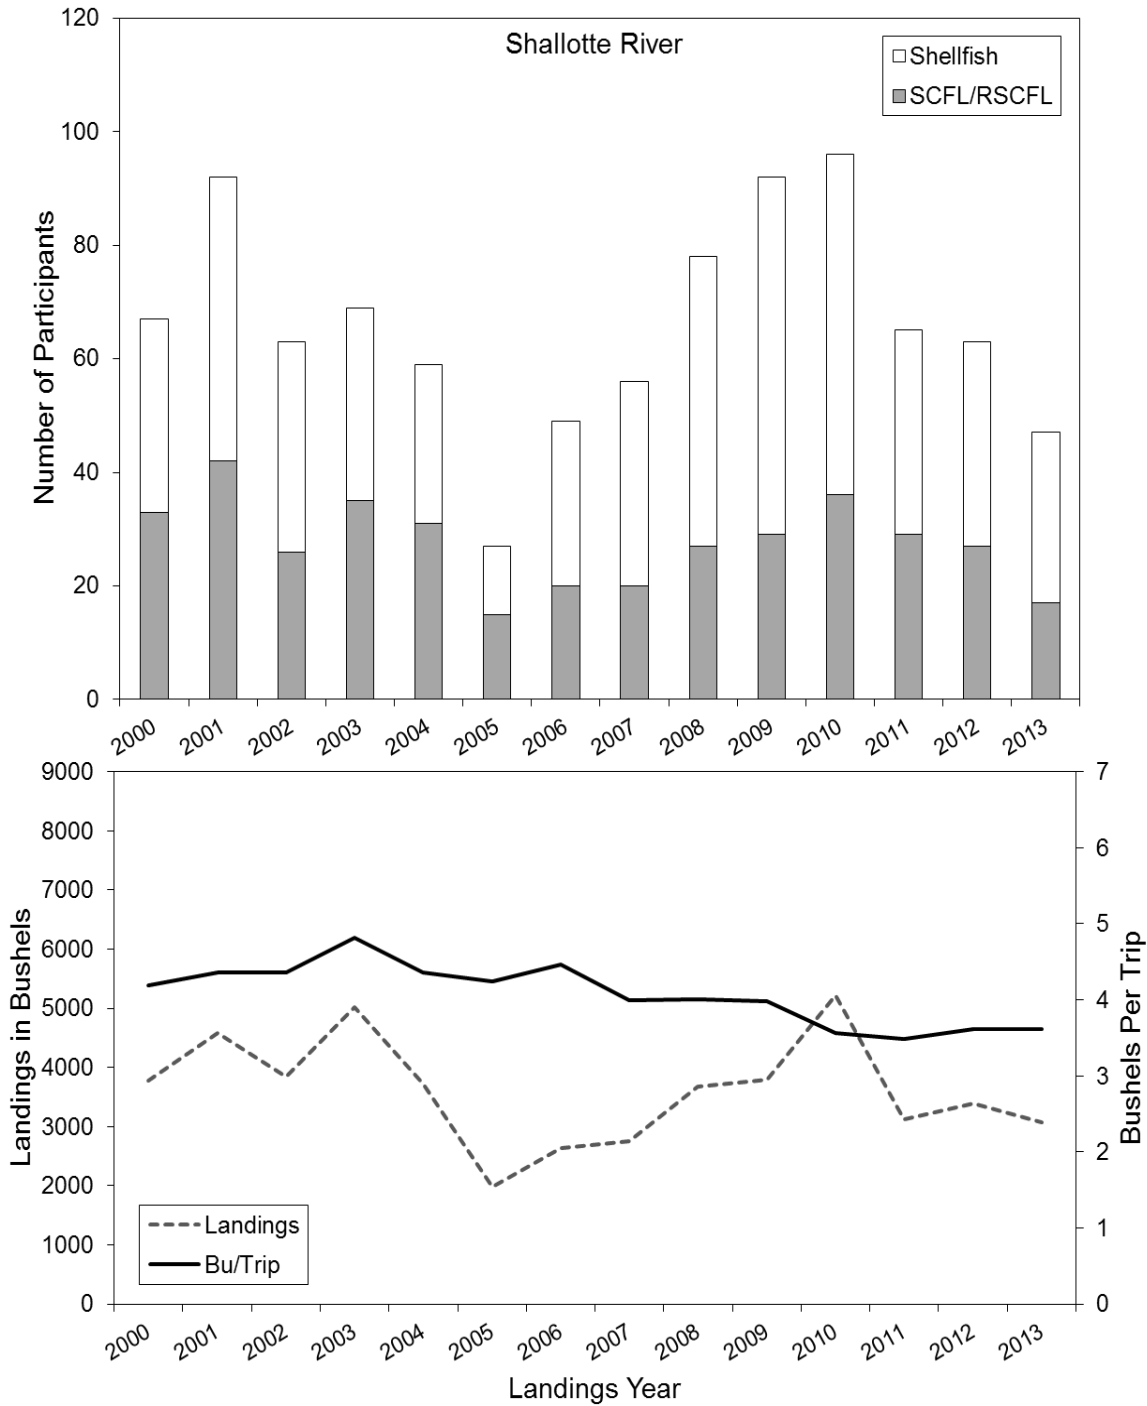 Shallotte River
Shellfish
SCFL/RSCFL
Number of Participants
120
100
80
60
40
20
0
2000 2001 2002 2003 2004 2005 2006 2007 2008 2009 2010 2011 2012 2013
Landings in Bushels
9000
8000
7000
6000
5000
4000
3000
2000
1000
0
Landings
Bu/Trip
7
6
5
4
3
2
1
0
Bushels Per Trip
2000 2001 2002 2003 2004 2005 2006 2007 2008 2009 2010 2011 2012 2013
Landings Year